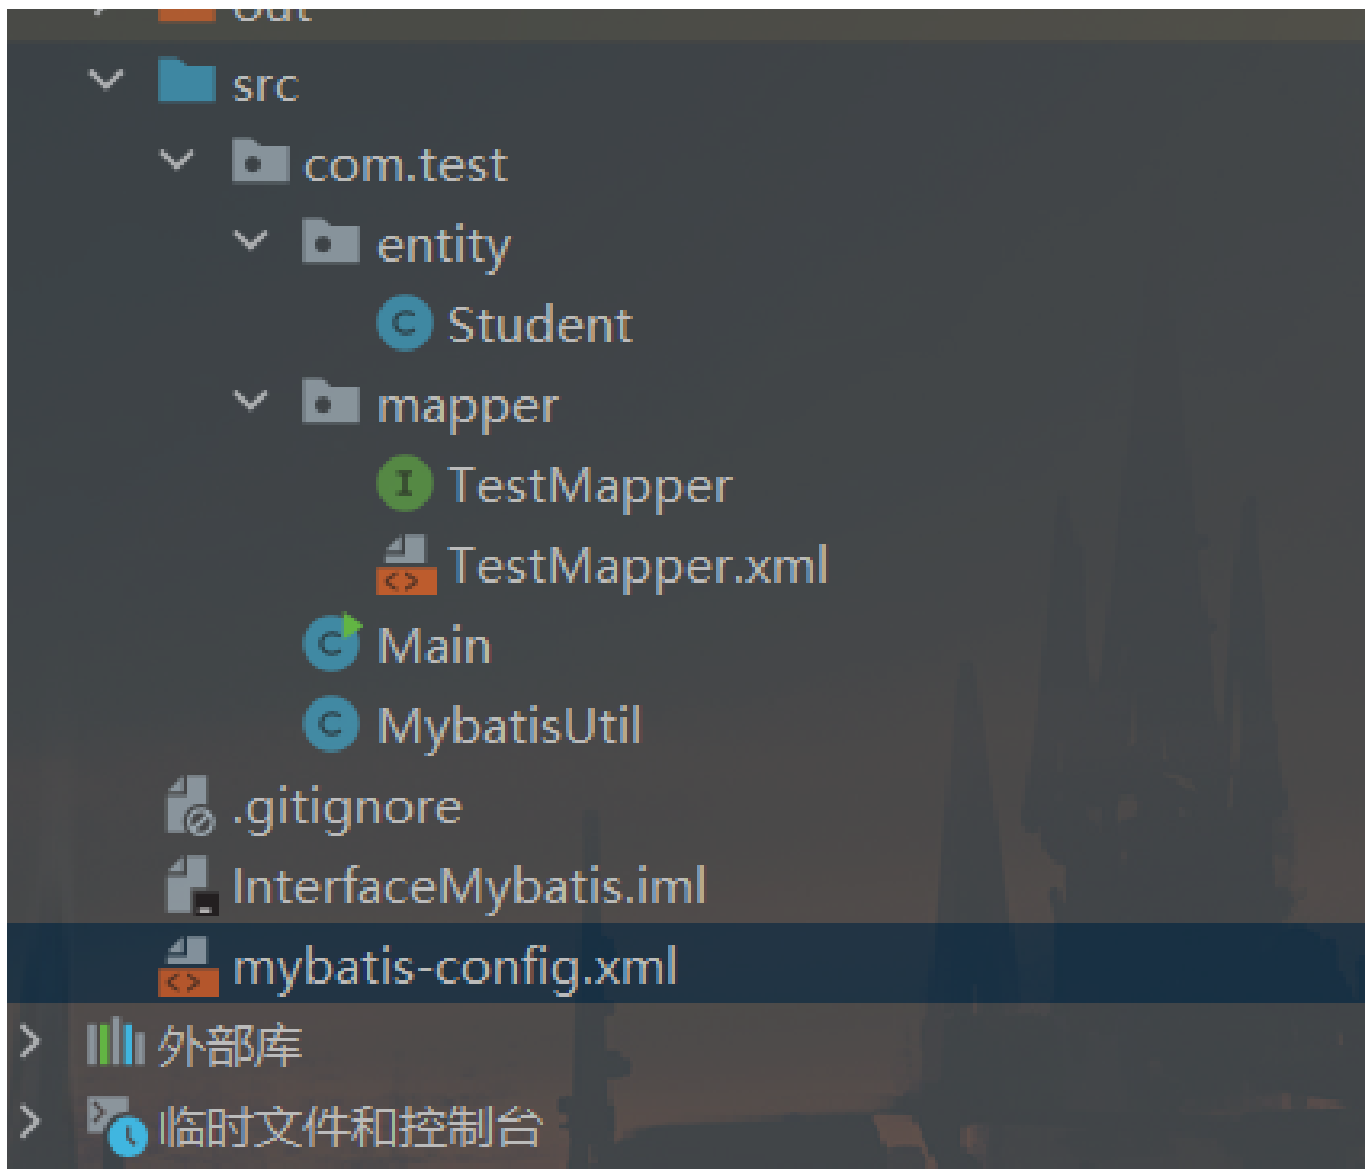 out
src
com.test
entity
Student
mapper
TestMapper
TestMapper.xml
Main
MybatisUtil
.gitignore
InterfaceMybatis.iml
mybatis-config.xml
外部库
临时文件和控制台